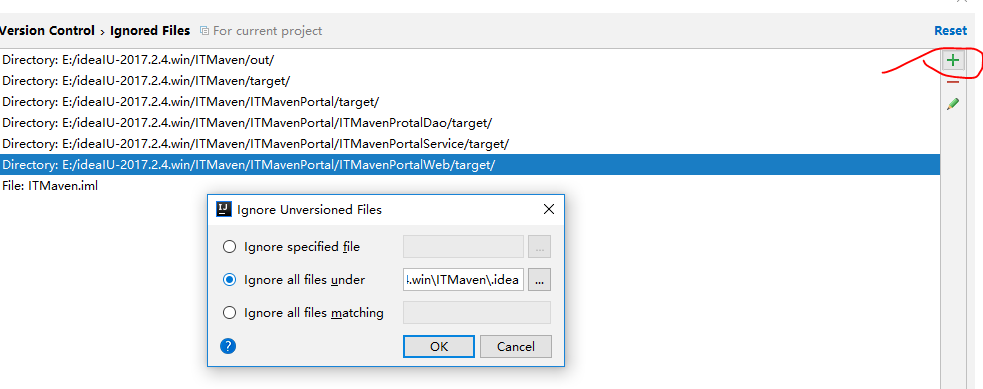 Version Control › Ignored Files For current project Reset
Directory: E:/ideaIU-2017.2.4.win/ITMaven/out/
Directory: E:/ideaIU-2017.2.4.win/ITMaven/target/
Directory: E:/ideaIU-2017.2.4.win/ITMaven/ITMavenPortal/target/
Directory: E:/ideaIU-2017.2.4.win/ITMaven/ITMavenPortal/ITMavenProtalDao/target/
Directory: E:/ideaIU-2017.2.4.win/ITMaven/ITMavenPortal/ITMavenPortalService/target/
Directory: E:/ideaIU-2017.2.4.win/ITMaven/ITMavenPortal/ITMavenPortalWeb/target/
File: ITMaven.iml
IJ Ignore Unversioned Files
Ignore specified file ...
Ignore all files under .win\ITMaven\.idea ...
Ignore all files matching
? OK Cancel